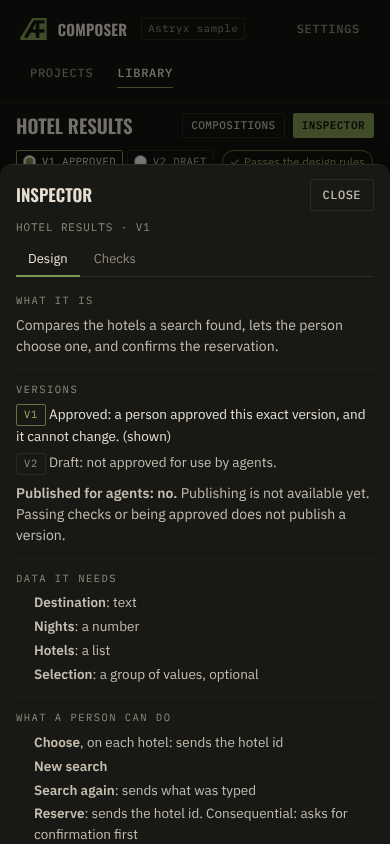 Æ COMPOSER Astryx sample SETTINGS
PROJECTS LIBRARY
HOTEL RESULTS COMPOSITIONS INSPECTOR
V1 APPROVED V2 DRAFT ✓ Passes the design rules
INSPECTOR CLOSE
HOTEL RESULTS · V1
Design Checks
WHAT IT IS
Compares the hotels a search found, lets the person
choose one, and confirms the reservation.
VERSIONS
V1 Approved: a person approved this exact version, and
it cannot change. (shown)
V2 Draft: not approved for use by agents.
Published for agents: no. Publishing is not available yet.
Passing checks or being approved does not publish a
version.
DATA IT NEEDS
Destination: text
Nights: a number
Hotels: a list
Selection: a group of values, optional
WHAT A PERSON CAN DO
Choose, on each hotel: sends the hotel id
New search
Search again: sends what was typed
Reserve: sends the hotel id. Consequential: asks for
confirmation first